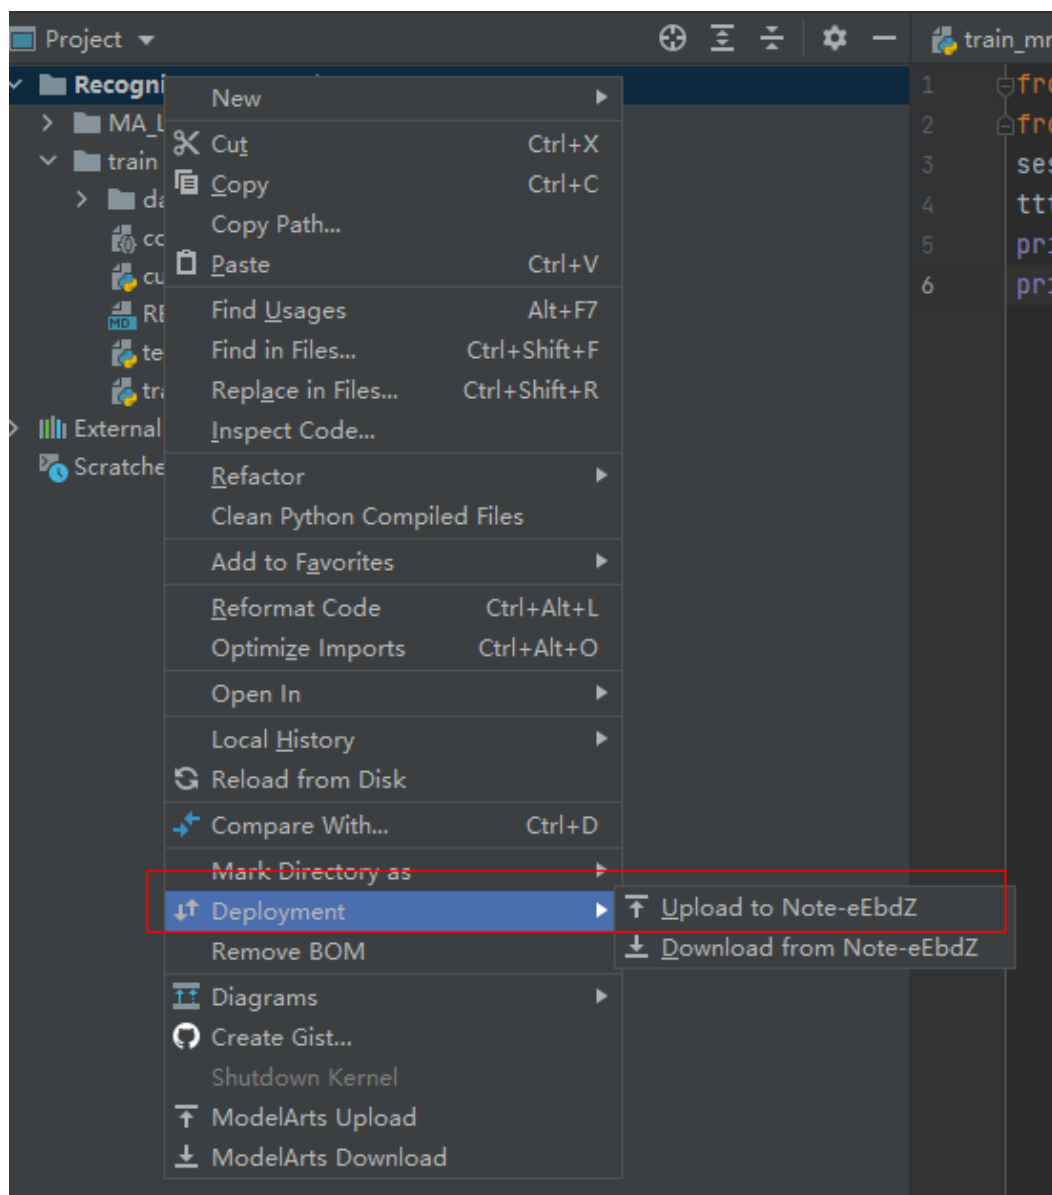 Project
train_mr
Recogni
MA_L
train
da
cc
cu
RE
te
tra
External
Scratche
New
Cut Ctrl+X
Copy Ctrl+C
Copy Path...
Paste Ctrl+V
Find Usages Alt+F7
Find in Files... Ctrl+Shift+F
Replace in Files... Ctrl+Shift+R
Inspect Code...
Refactor
Clean Python Compiled Files
Add to Favorites
Reformat Code Ctrl+Alt+L
Optimize Imports Ctrl+Alt+O
Open In
Local History
Reload from Disk
Compare With... Ctrl+D
Mark Directory as
Deployment
Upload to Note-eEbdZ
Remove BOM
Download from Note-eEbdZ
Diagrams
Create Gist...
Shutdown Kernel
ModelArts Upload
ModelArts Download
1 fro
2 fro
3 ses
4 ttt
5 pri
6 pri